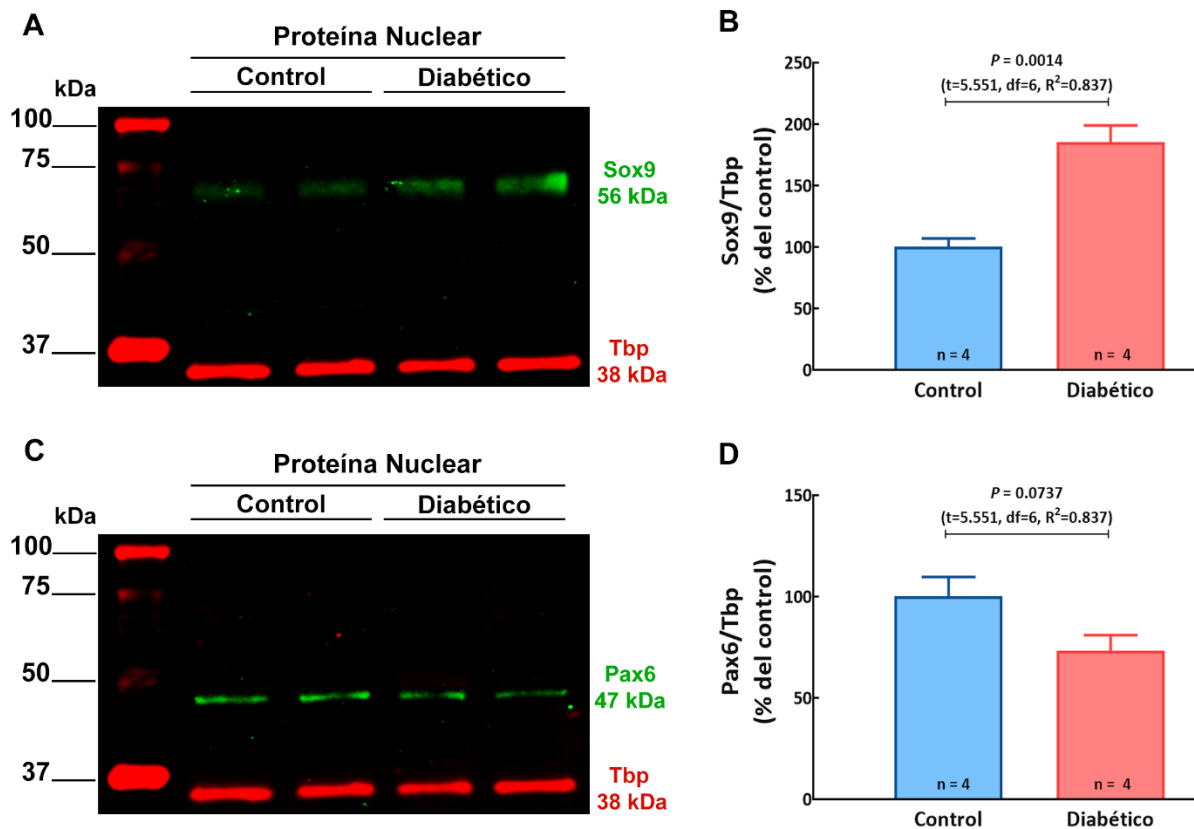 A
Proteína Nuclear
Control Diabético
kDa
100
75
50
37
Sox9
56 kDa
Tbp
38 kDa
B
P = 0.0014
(t=5.551, df=6, R²=0.837)
Sox9/Tbp
(% del control)
250
200
150
100
50
0
n = 4 n = 4
Control Diabético
C
Proteína Nuclear
Control Diabético
kDa
100
75
50
37
Pax6
47 kDa
Tbp
38 kDa
D
P = 0.0737
(t=5.551, df=6, R²=0.837)
Pax6/Tbp
(% del control)
150
100
50
0
n = 4 n = 4
Control Diabético